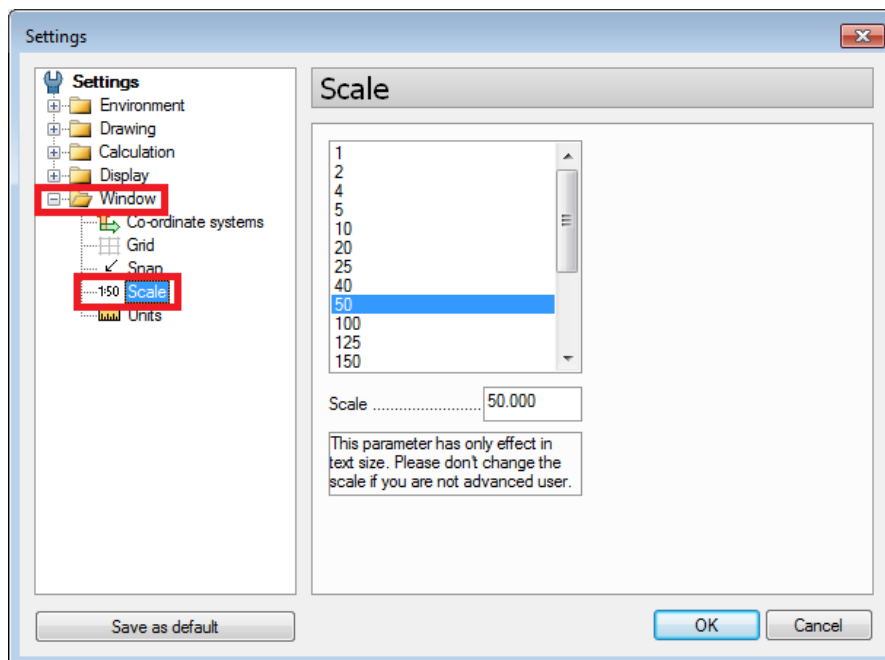 Settings
Settings
Environment
Drawing
Calculation
Display
Window
Co-ordinate systems
Grid
Snap
1:50 Scale
Units
Save as default
Scale
1
2
4
5
10
20
25
40
50
100
125
150
Scale ......................... 50.000
This parameter has only effect in
text size. Please don't change the
scale if you are not advanced user.
OK
Cancel